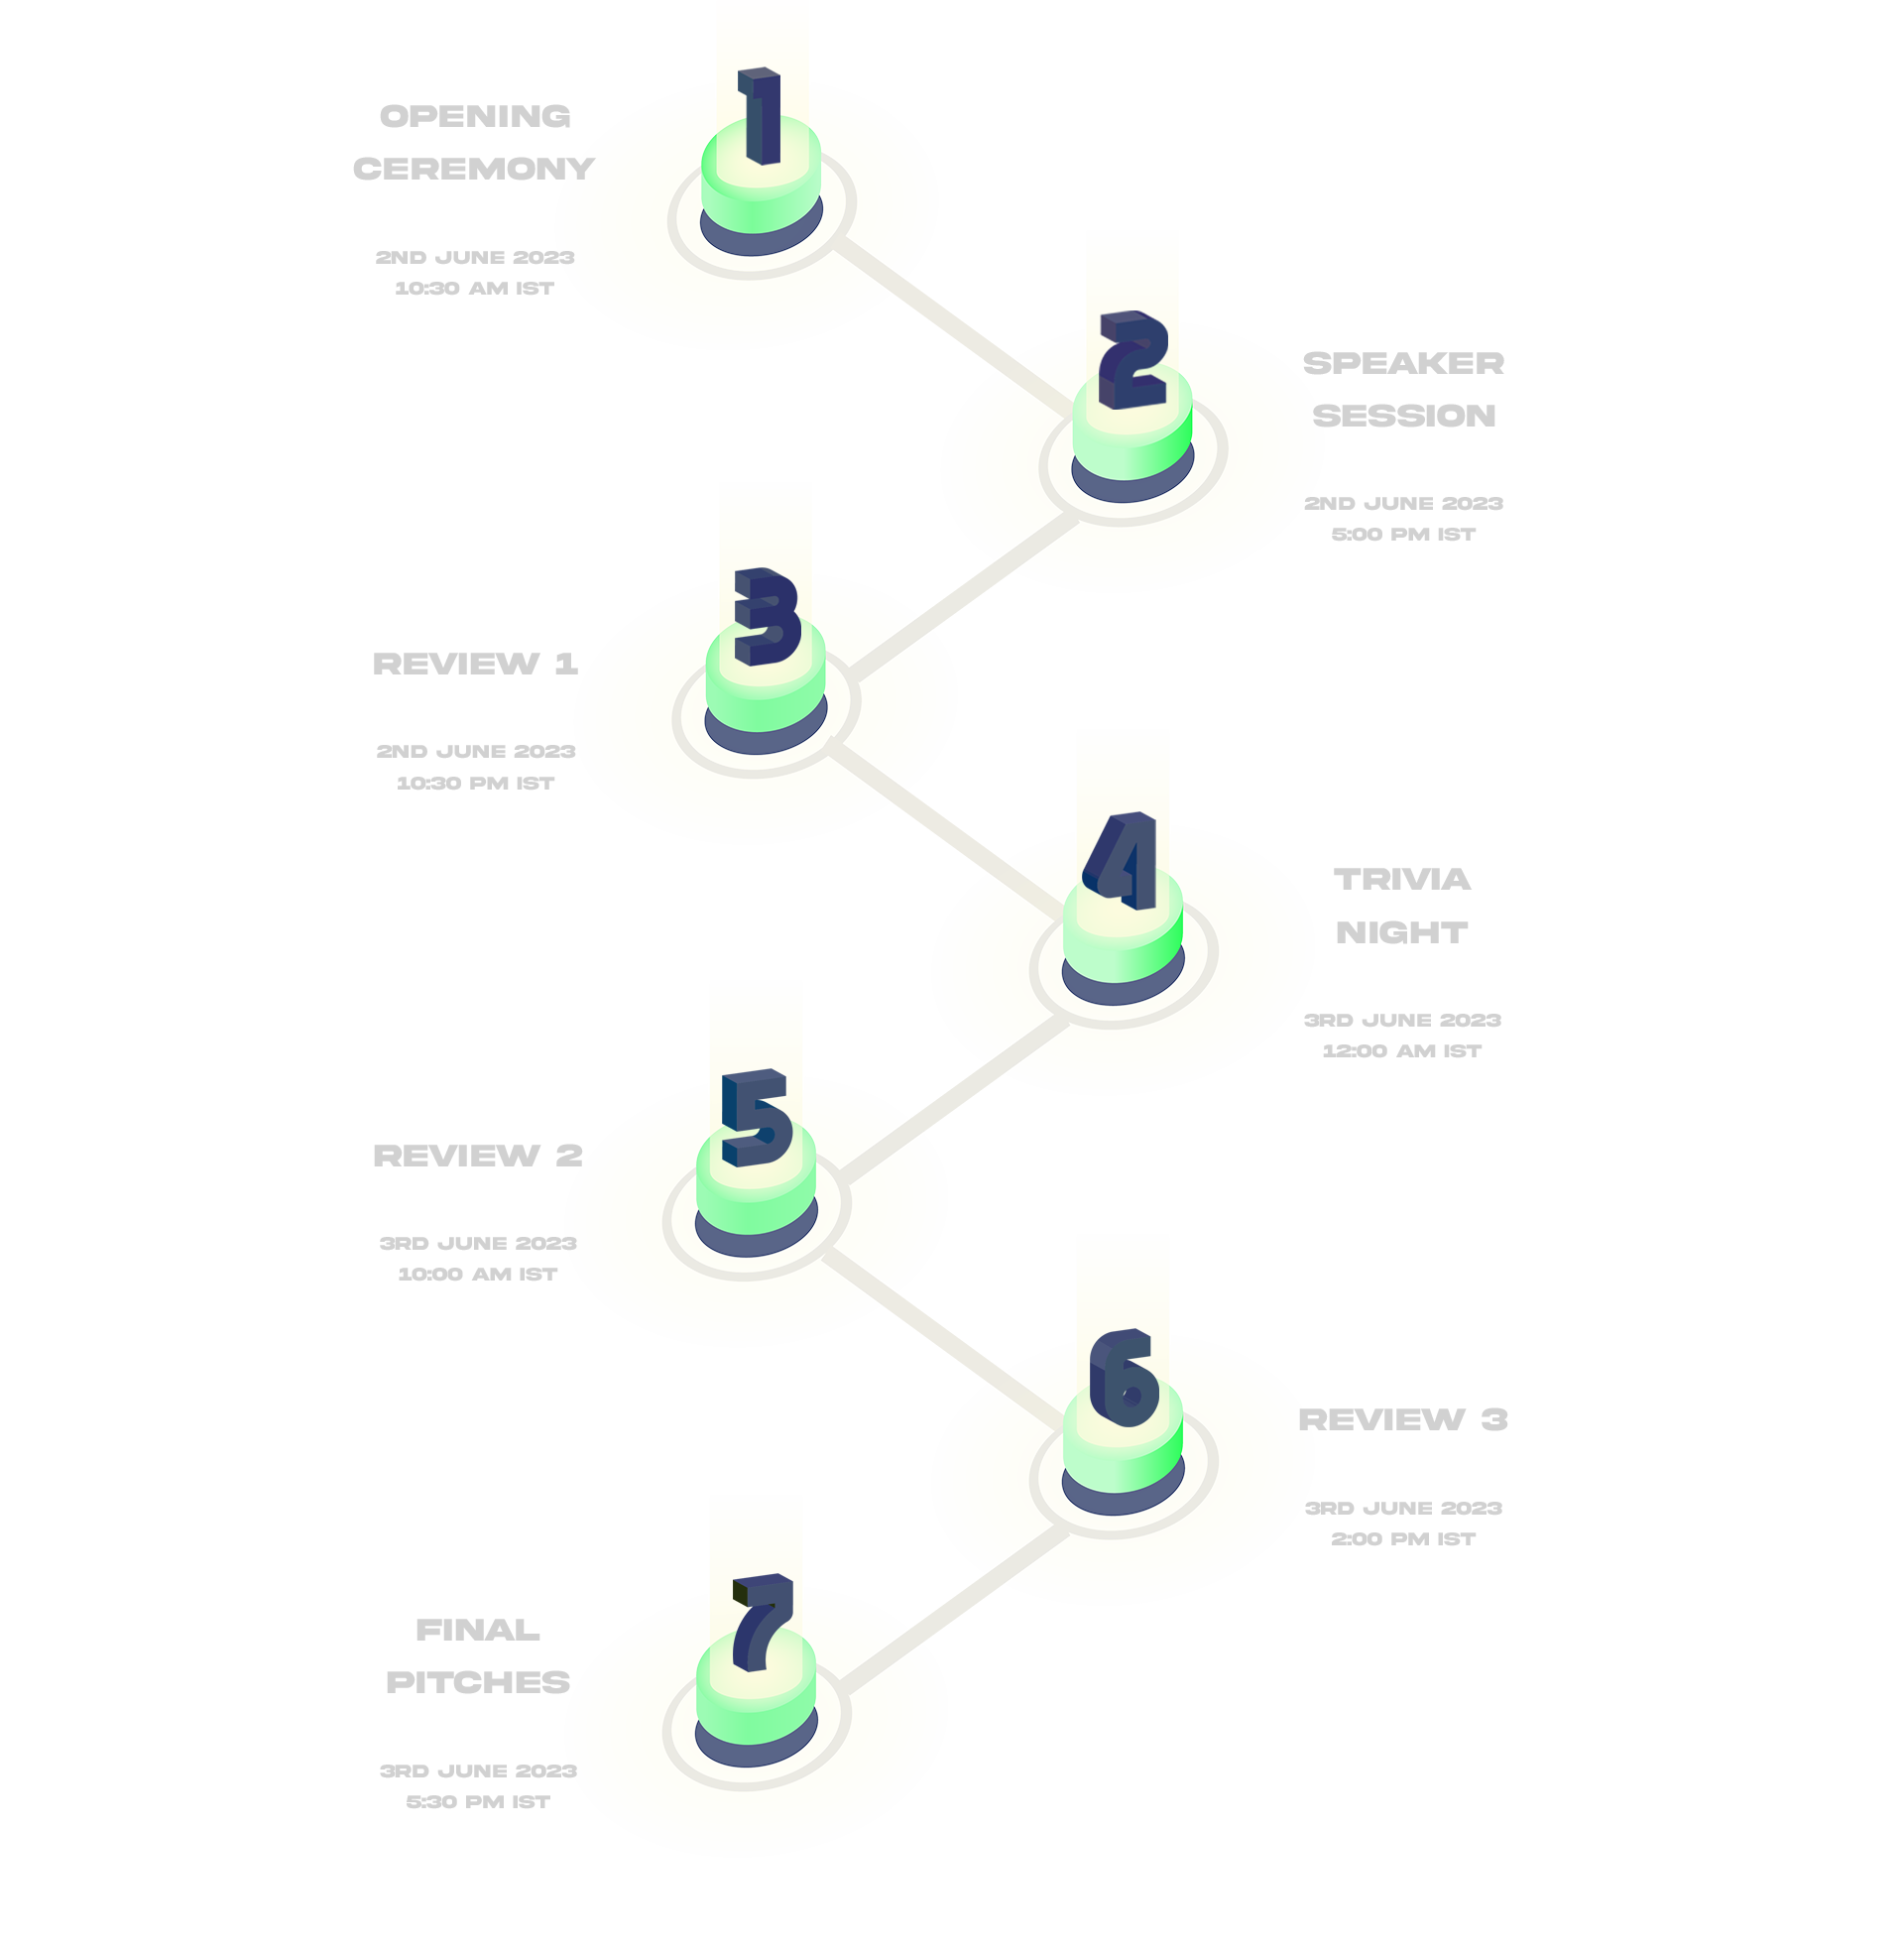 1
OPENING
CEREMONY
2ND JUNE 2023
10:30 AM IST
2
SPEAKER
SESSION
2ND JUNE 2023
5:00 PM IST
3
REVIEW 1
2ND JUNE 2023
10:30 PM IST
4
TRIVIA
NIGHT
3RD JUNE 2023
12:00 AM IST
5
REVIEW 2
3RD JUNE 2023
10:00 AM IST
6
REVIEW 3
3RD JUNE 2023
2:00 PM IST
7
FINAL
PITCHES
3RD JUNE 2023
5:30 PM IST